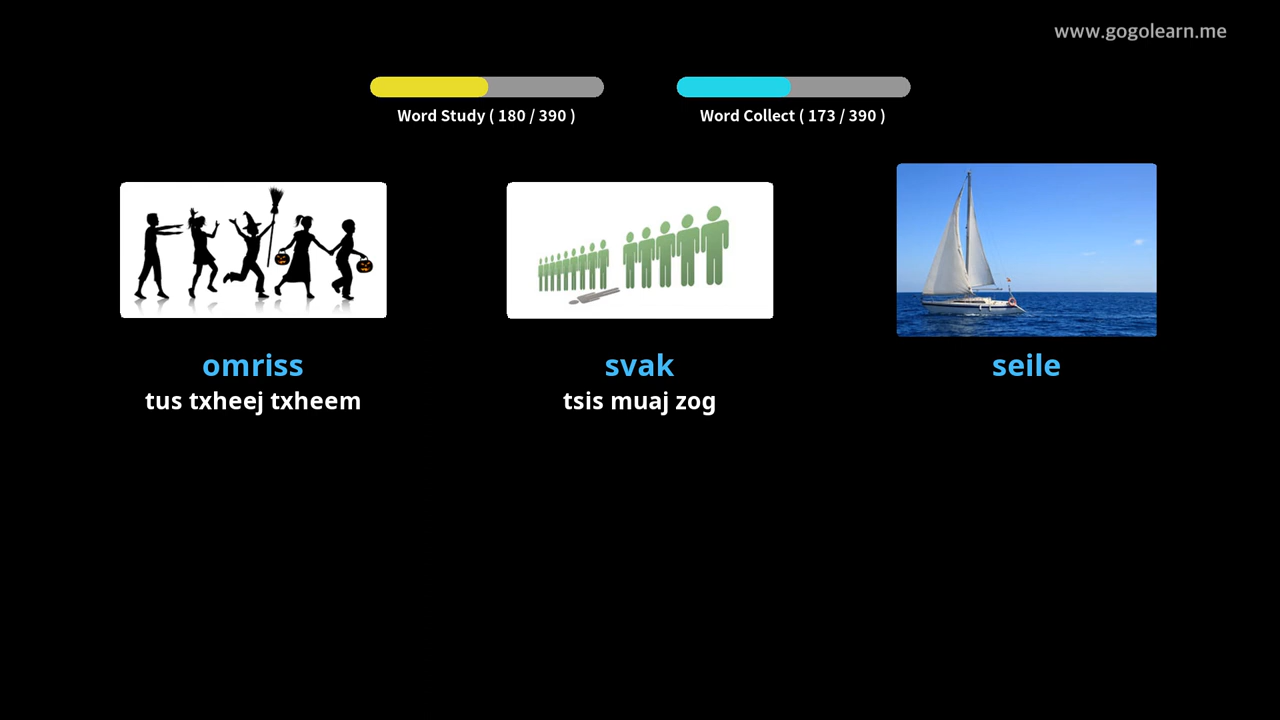 www.gogolearn.me
Word Study ( 180 / 390 )
Word Collect ( 173 / 390 )
omriss
tus txheej txheem
svak
tsis muaj zog
seile